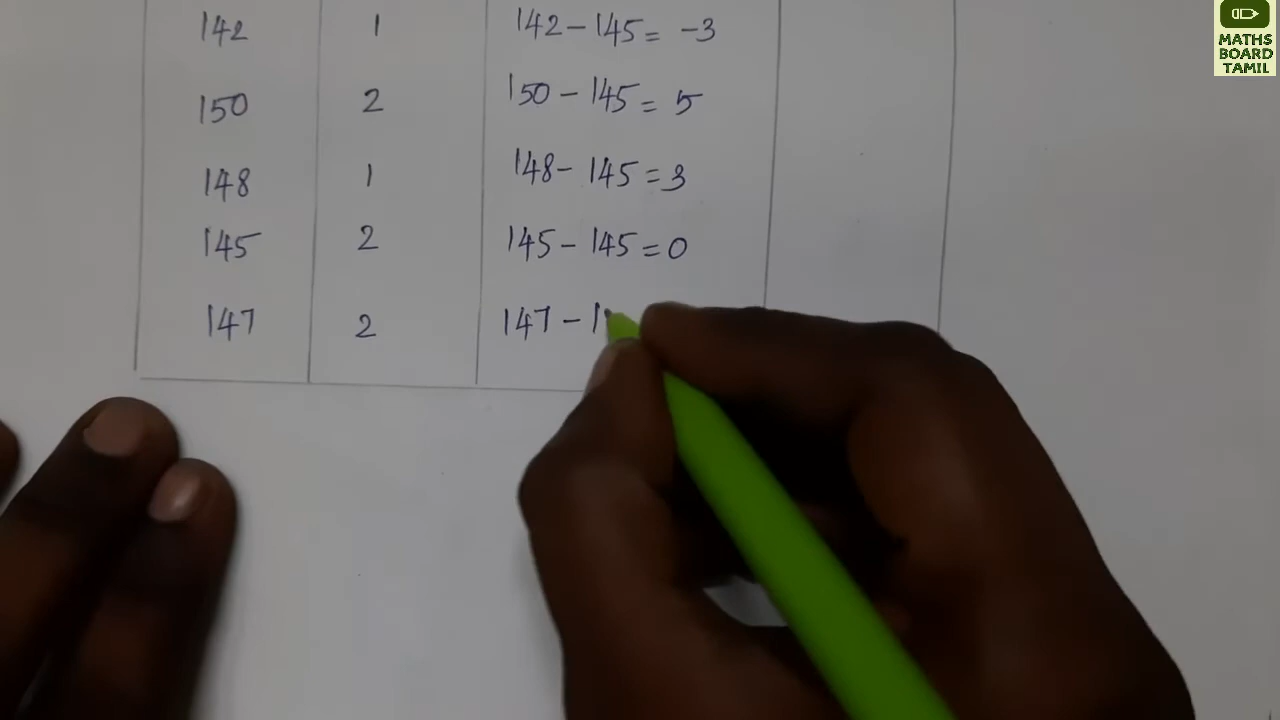 142 1 142 - 145 = -3
150 2 150 - 145 = 5
148 1 148 - 145 = 3
145 2 145 - 145 = 0
147 2 147 - 1
MATHS
BOARD
TAMIL